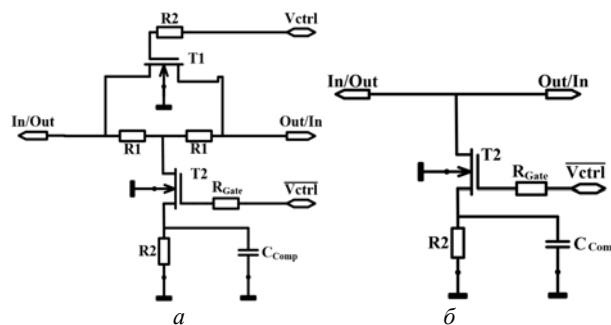 R2
Vctrl
T1
In/Out
Out/In
R1
R1
T2
RGate
Vctrl
R2
CComp
а
In/Out
Out/In
T2
RGate
Vctrl
R2
CCom
б